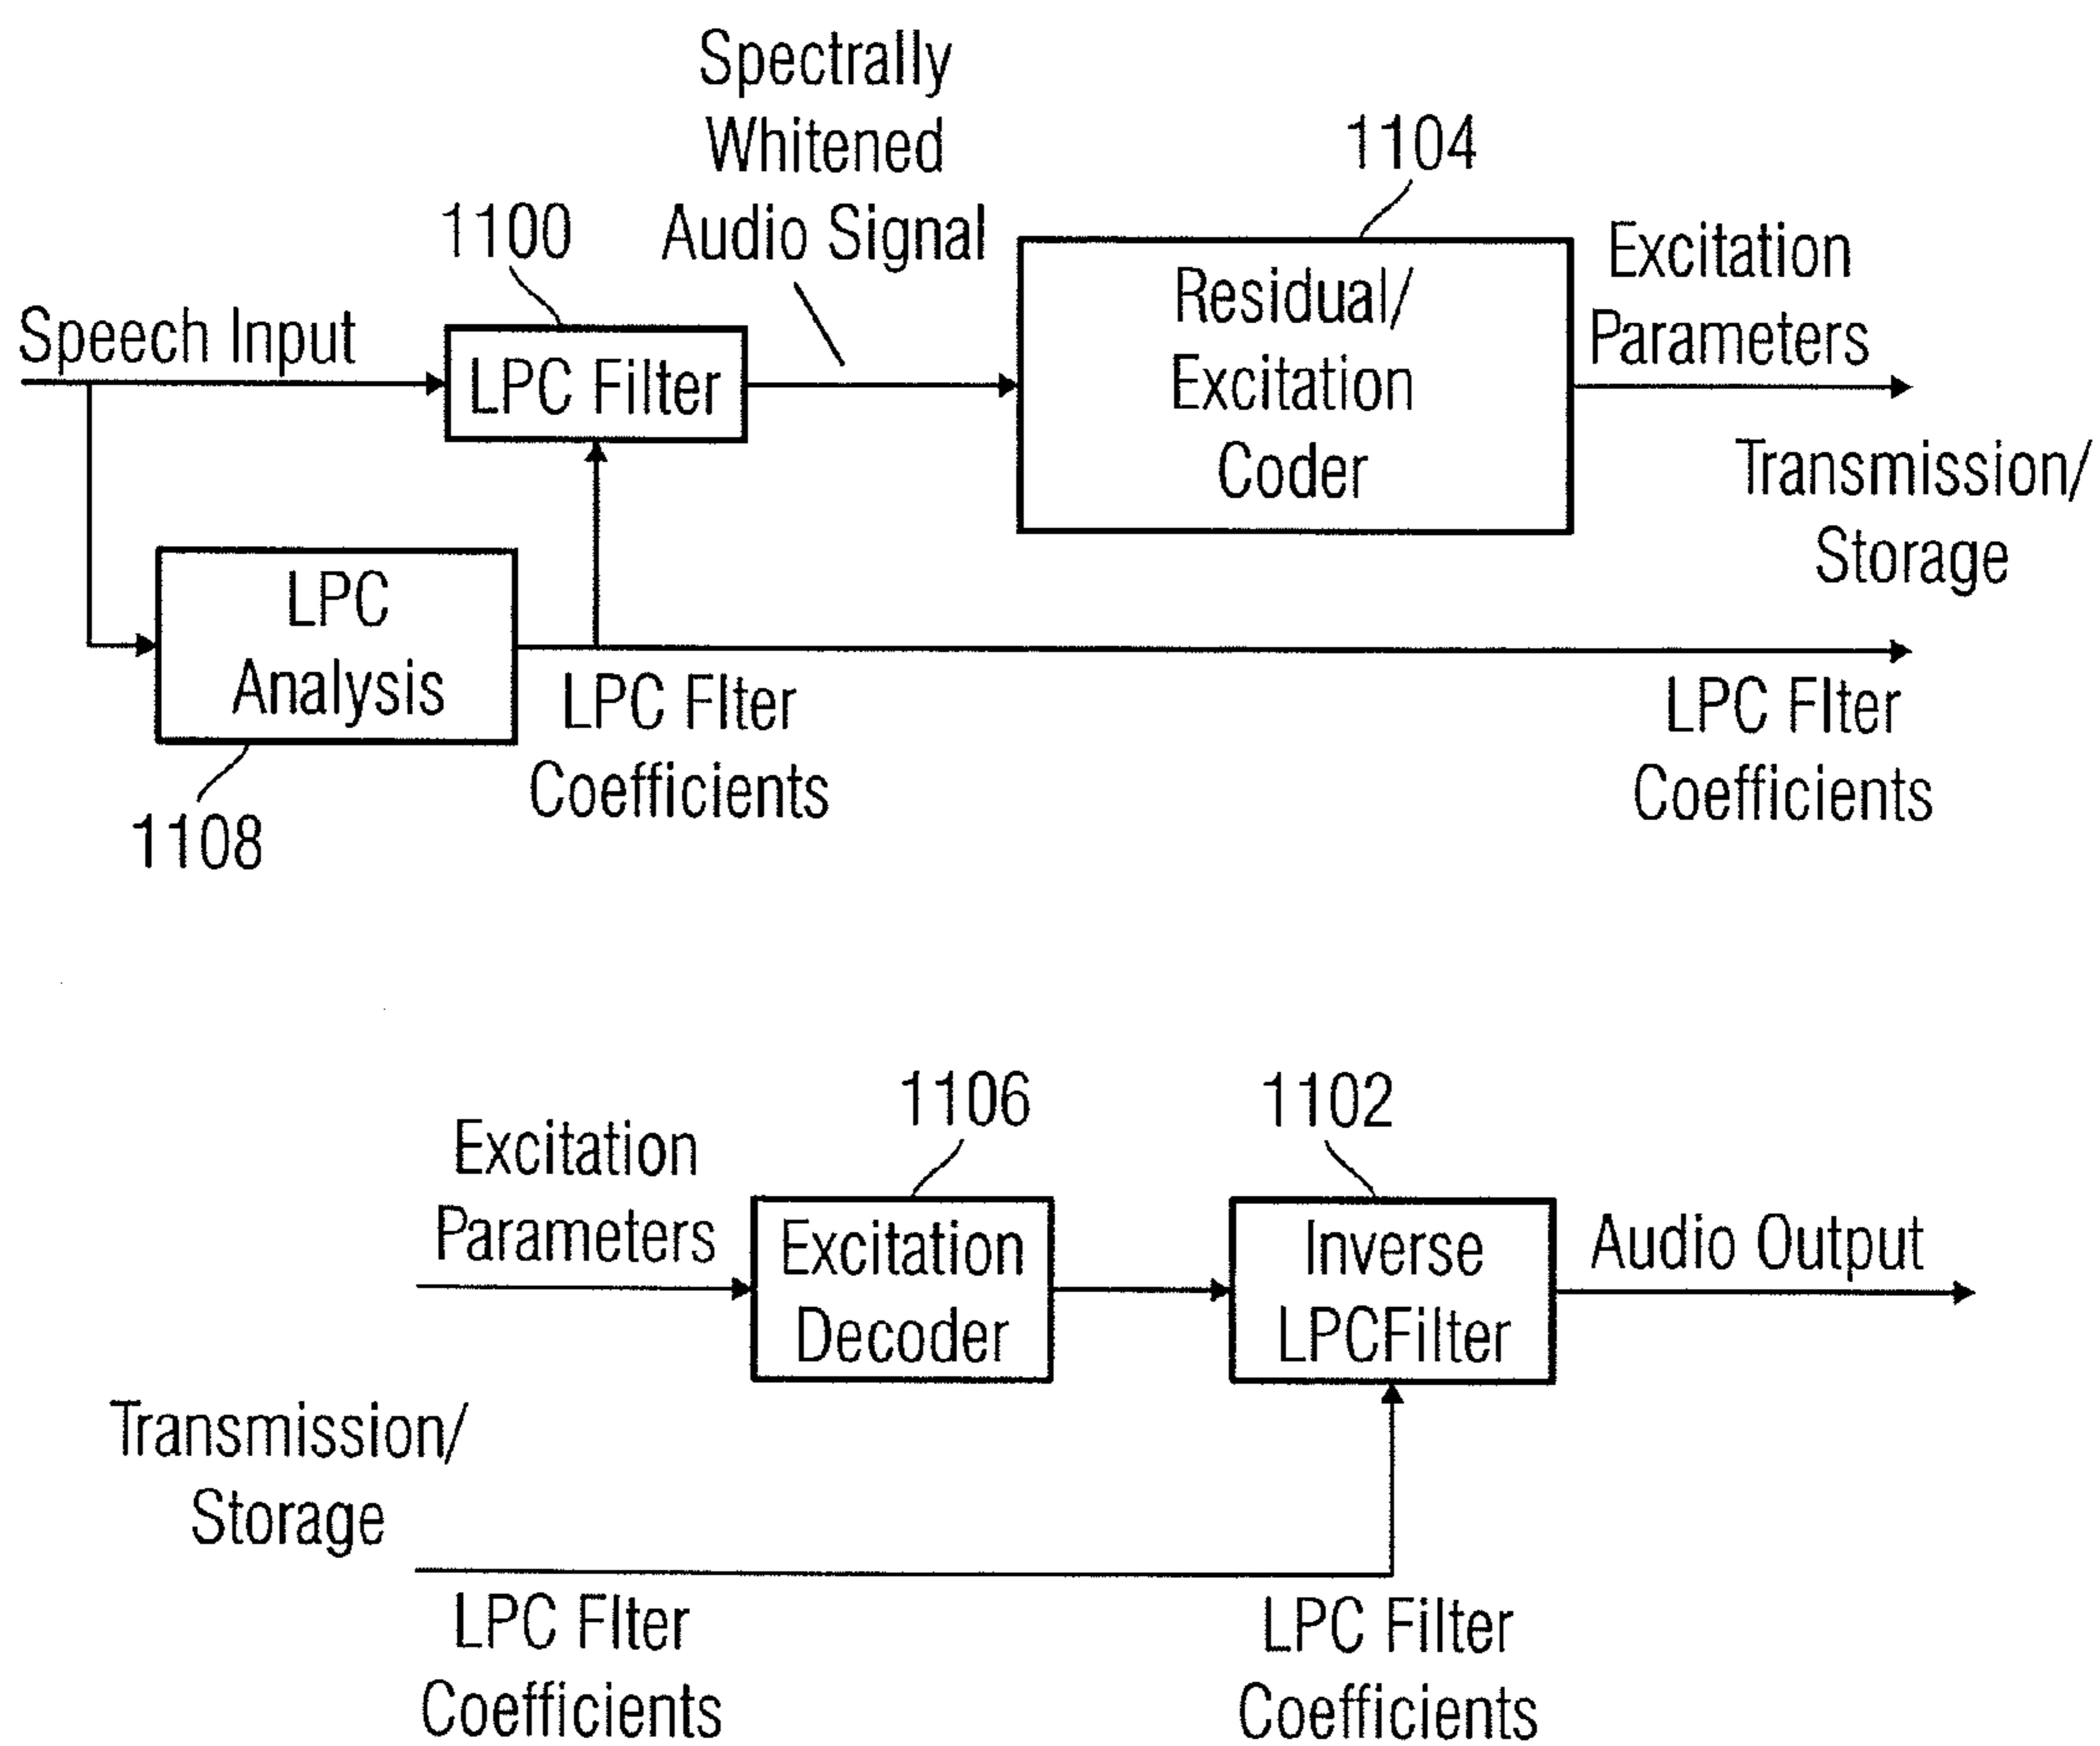 Spectrally
Whitened
Audio Signal
1104
1100
Speech Input
LPC Filter
Residual/
Excitation
Coder
Excitation
Parameters
Transmission/
Storage
LPC
Analysis
1108
LPC Flter
Coefficients
LPC Flter
Coefficients
1106
1102
Excitation
Parameters
Excitation
Decoder
Inverse
LPCFilter
Audio Output
Transmission/
Storage
LPC Flter
Coefficients
LPC Filter
Coefficients